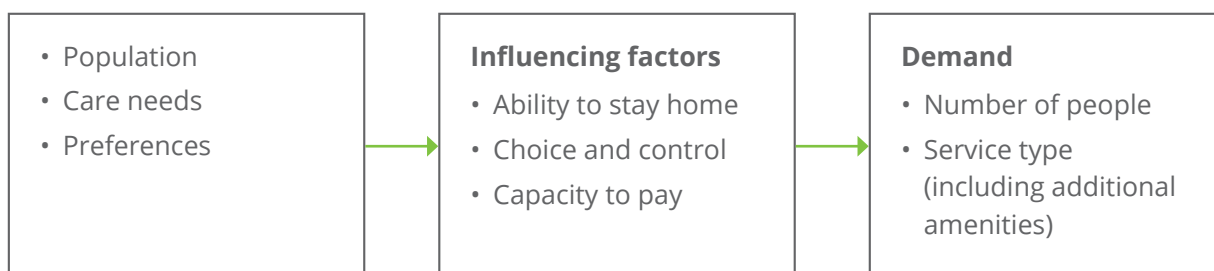 • Population
• Care needs
• Preferences
Influencing factors
• Ability to stay home
• Choice and control
• Capacity to pay
Demand
• Number of people
• Service type
(including additional
amenities)